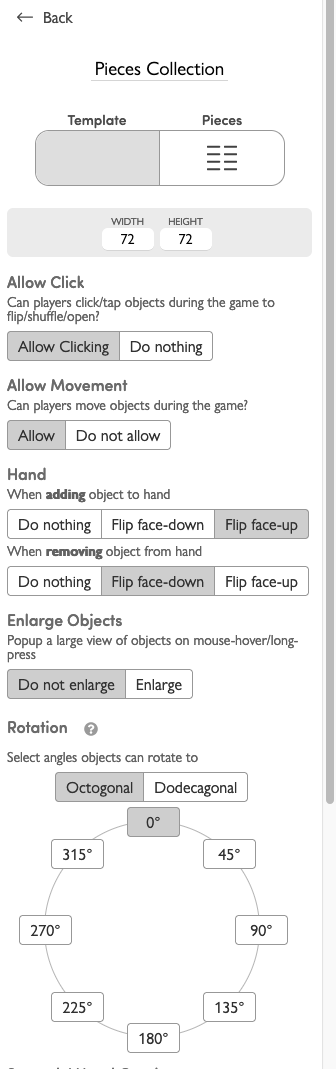 Back
Pieces Collection
Template Pieces
WIDTH HEIGHT
72 72
Allow Click
Can players click/tap objects during the game to
flip/shuffle/open?
Allow Clicking Do nothing
Allow Movement
Can players move objects during the game?
Allow Do not allow
Hand
When adding object to hand
Do nothing Flip face-down Flip face-up
When removing object from hand
Do nothing Flip face-down Flip face-up
Enlarge Objects
Popup a large view of objects on mouse-hover/long-
press
Do not enlarge Enlarge
Rotation ?
Select angles objects can rotate to
Octogonal Dodecagonal
0°
315° 45°
270° 90°
225° 135°
180°